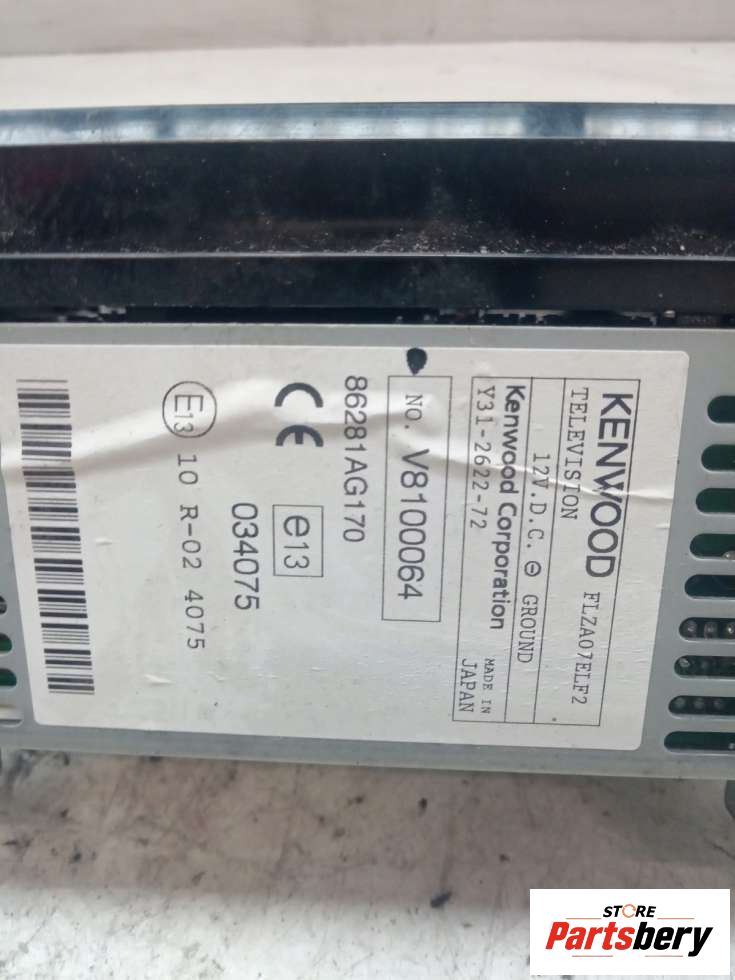 KENWOOD
TELEVISION FLZA07ELF2
12V.D.C. ⊖ GROUND
Kenwood Corporation
Y31-2622-72
MADE IN
JAPAN
NO. V8100064
86281AG170
CE e13
034075
E13 10 R-02 4075
STORE
Partsbery